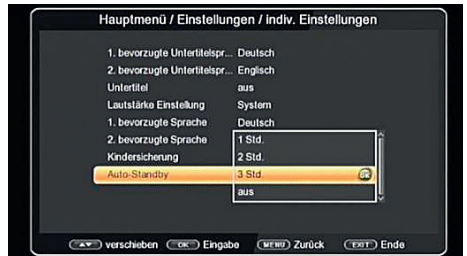 Hauptmenü / Einstellungen / indiv. Einstellungen
1. bevorzugte Untertitelspr... Deutsch
2. bevorzugte Untertitelspr... Englisch
Untertitel aus
Lautstärke Einstellung System
1. bevorzugte Sprache Deutsch
2. bevorzugte Sprache 1 Std.
Kindersicherung 2 Std.
Auto-Standby 3 Std. OK
aus
▲▼ verschieben OK Eingabe MENU Zurück EXIT Ende